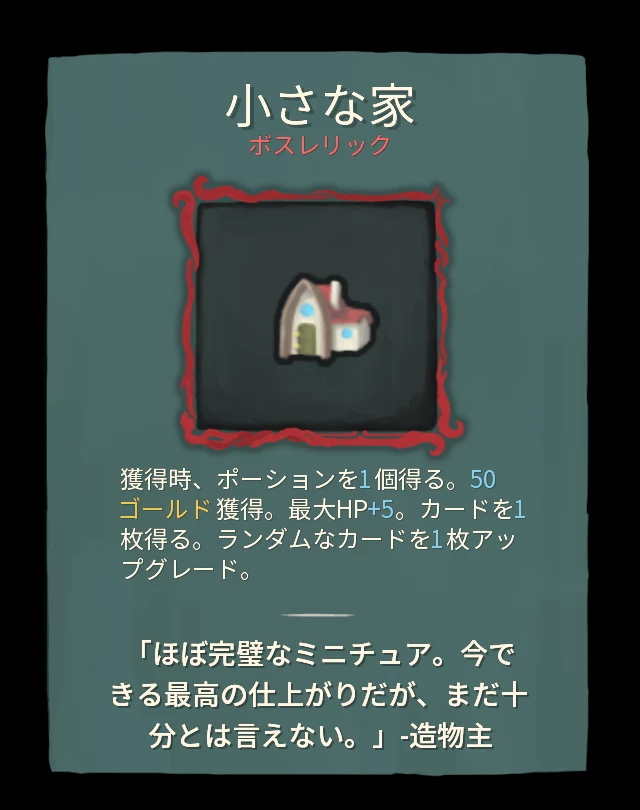 小さな家
ボスレリック
獲得時、ポーションを1個得る。50
ゴールド獲得。最大HP+5。カードを1
枚得る。ランダムなカードを1枚アッ
プグレード。
「ほぼ完璧なミニチュア。今で
きる最高の仕上がりだが、まだ十
分とは言えない。」-造物主